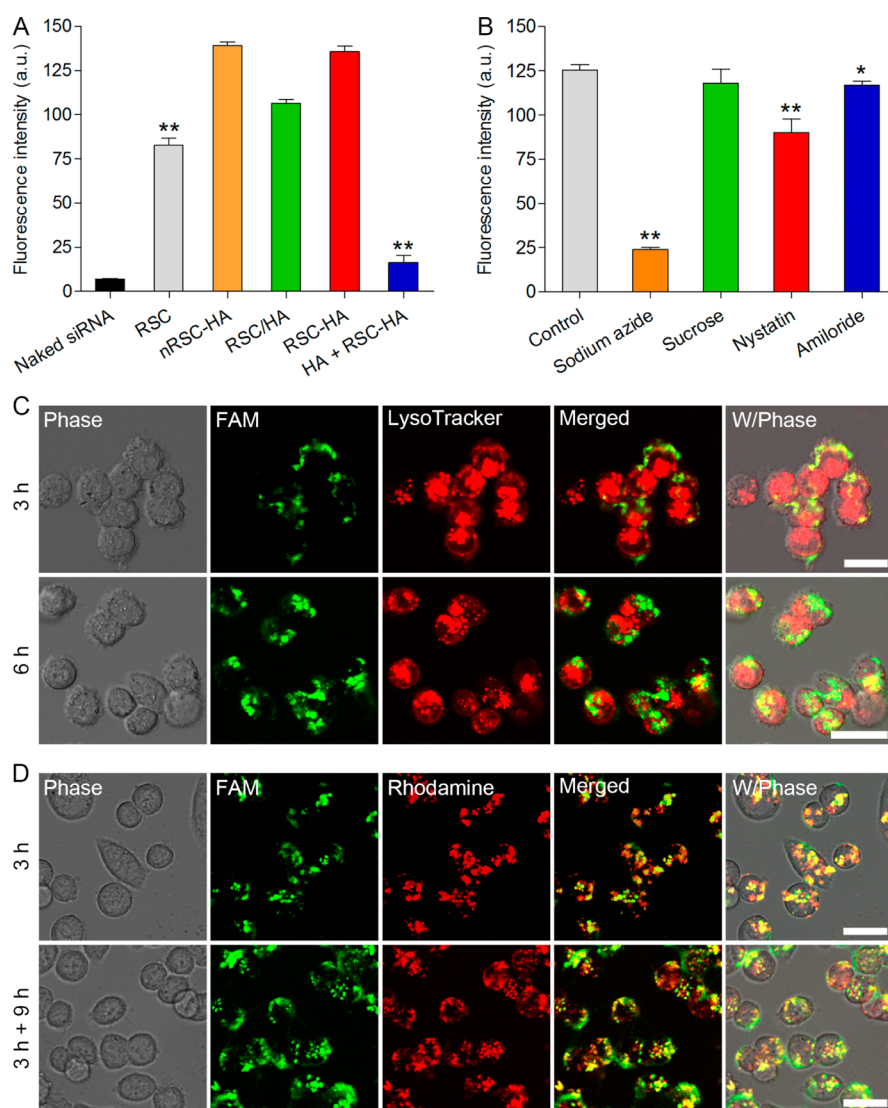 A
Fluorescence intensity (a.u.)
150
125
100
75
50
25
0
**
**
Naked siRNA
RSC
nRSC-HA
RSC/HA
RSC-HA
HA + RSC-HA
B
Fluorescence intensity (a.u.)
150
125
100
75
50
25
0
**
**
*
Control
Sodium azide
Sucrose
Nystatin
Amiloride
C
Phase
FAM
LysoTracker
Merged
W/Phase
3 h
6 h
D
Phase
FAM
Rhodamine
Merged
W/Phase
3 h
3 h + 9 h